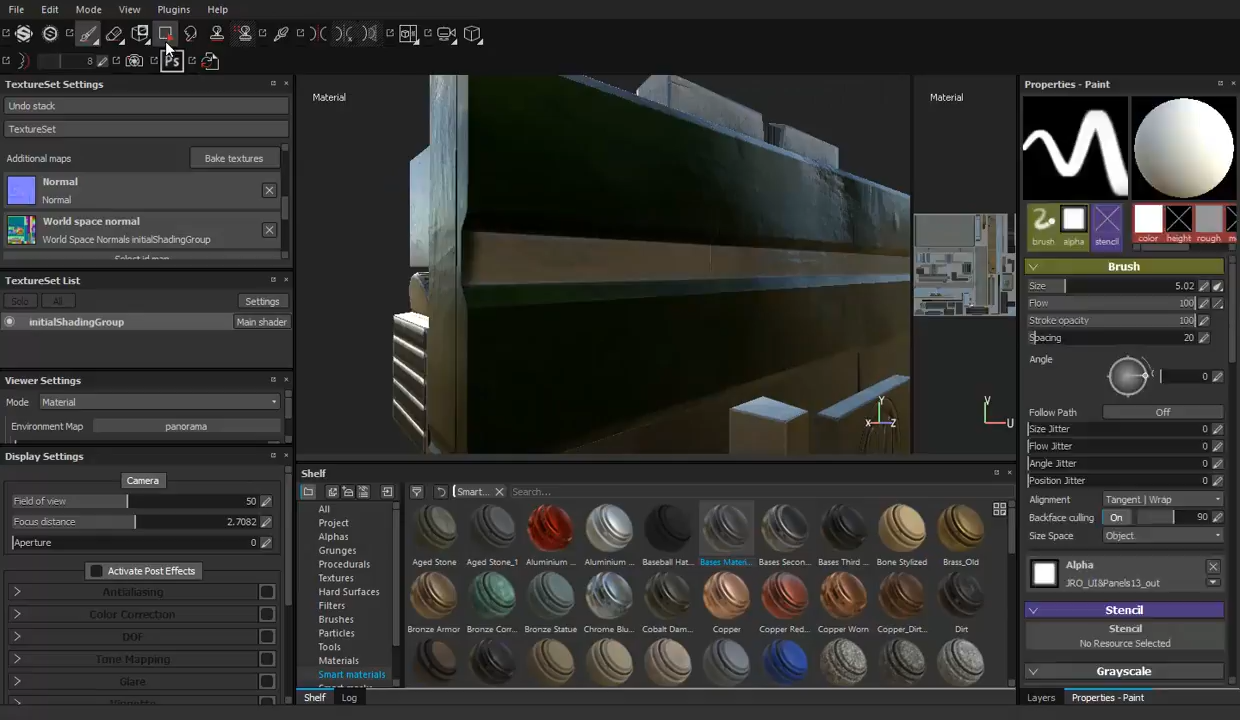 File Edit Mode View Plugins Help
8
Ps
TextureSet Settings
Undo stack
TextureSet
Additional maps Bake textures
Normal
Normal
World space normal
World Space Normals initialShadingGroup
Select id map
TextureSet List
Solo All Settings
initialShadingGroup Main shader
Viewer Settings
Mode Material
Environment Map panorama
Display Settings
Camera
Field of view 50
Focus distance 2.7082
Aperture 0
Activate Post Effects
Antialiasing
Color Correction
DOF
Tone Mapping
Glare
Vignette
Material
Material
Y
X Z
V
U
Shelf
Smart... Search...
All
Project
Alphas
Grunges
Procedurals
Textures
Hard Surfaces
Filters
Brushes
Particles
Tools
Materials
Smart materials
Smart masks
Aged Stone Aged Stone_1 Aluminium ... Aluminium ... Baseball Hat... Bases Materi... Bases Secon... Bases Third ... Bone Stylized Brass_Old
Bronze Armor Bronze Corr... Bronze Statue Chrome Blu... Cobalt Dam... Copper Copper Red... Copper Worn Copper_Dirt... Dirt
Shelf Log
Properties - Paint
brush alpha stencil color height rough m
Brush
Size 5.02
Flow 100
Stroke opacity 100
Spacing 20
Angle 0
Follow Path Off
Size Jitter 0
Flow Jitter 0
Angle Jitter 0
Position Jitter 0
Alignment Tangent | Wrap
Backface culling On 90
Size Space Object
Alpha
JRO_UI&Panels13_out
Stencil
Stencil
No Resource Selected
Grayscale
Layers Properties - Paint